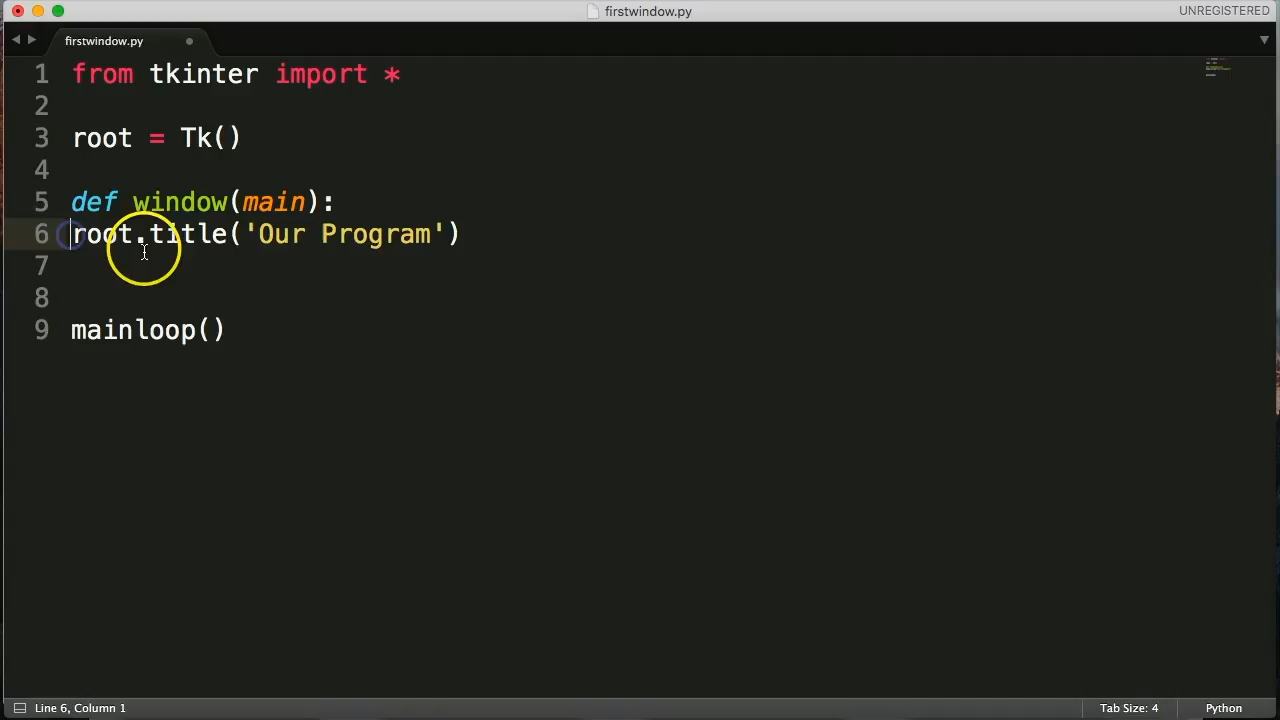 firstwindow.py
UNREGISTERED
firstwindow.py
1 from tkinter import *
2
3 root = Tk()
4
5 def window(main):
6 root.title('Our Program')
7
8
9 mainloop()
Line 6, Column 1
Tab Size: 4
Python